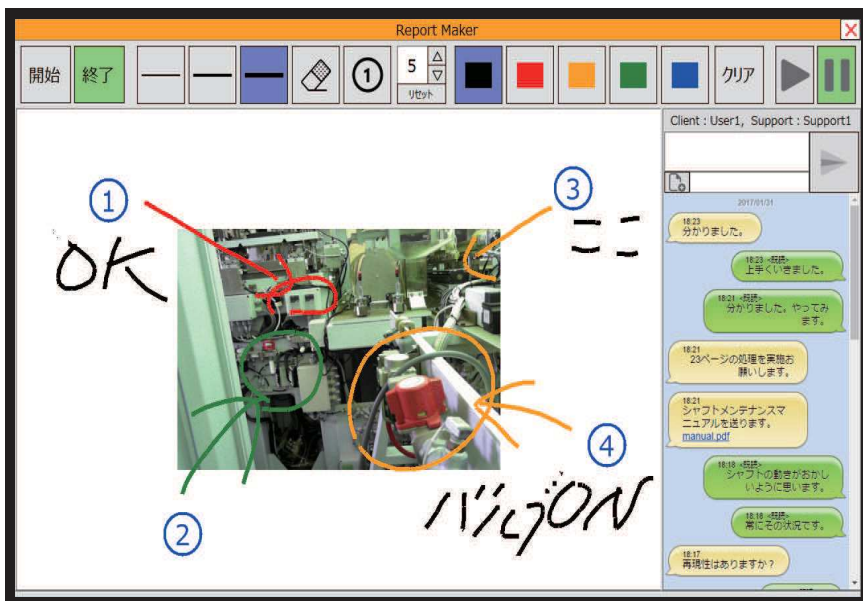 Report Maker
X
開始
終了
①
5
リセット
クリア
Client : User1, Support : Support1
2017/01/31
18:23
分かりました。
18:23 <既読>
上手くいきました。
18:21 <既読>
分かりました。やってみ
ます。
18:21
23ページの処理を実施お
願いします。
18:21
シャフトメンテナンスマ
ニュアルを送ります。
manual.pdf
18:18 <既読>
シャフトの動きがおかし
いように思います。
18:18 <既読>
常にその状況です。
18:17
再現性はありますか？
①
OK
③
ここ
②
④
バルブON